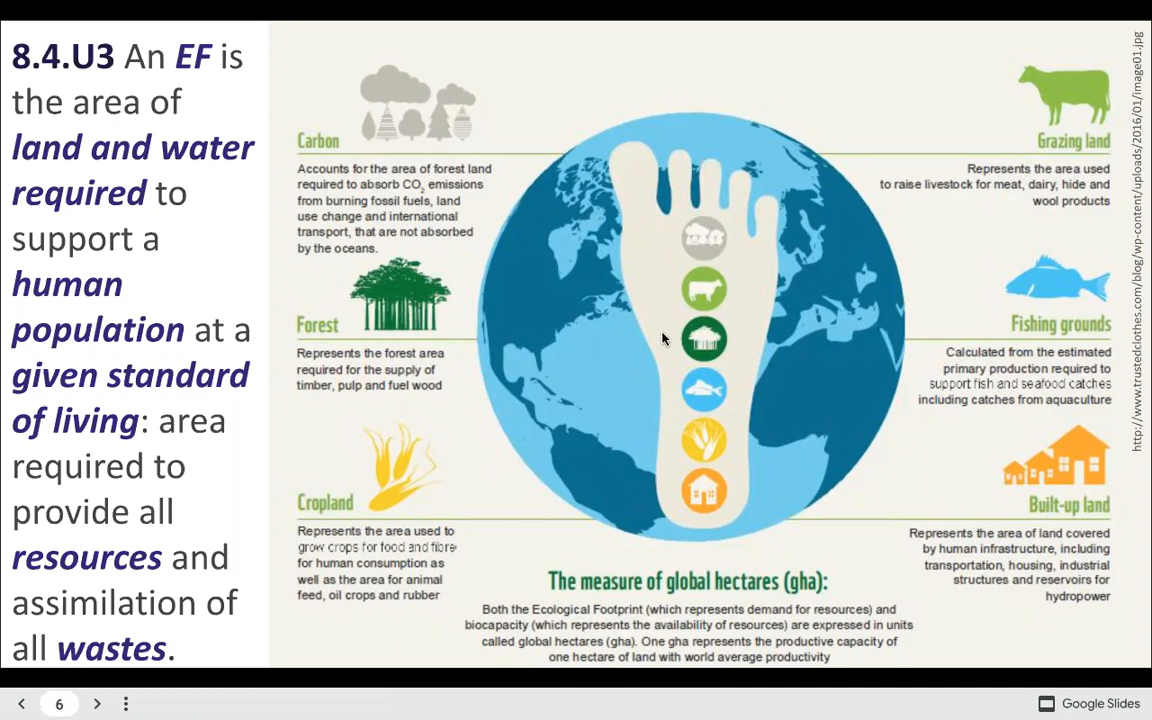 8.4.U3 An EF is
the area of
land and water
required to
support a
human
population at a
given standard
of living: area
required to
provide all
resources and
assimilation of
all wastes.
Carbon
Accounts for the area of forest land
required to absorb CO₂ emissions
from burning fossil fuels, land
use change and international
transport, that are not absorbed
by the oceans.
Forest
Represents the forest area
required for the supply of
timber, pulp and fuel wood
Cropland
Represents the area used to
grow crops for food and fibre
for human consumption as
well as the area for animal
feed, oil crops and rubber
Grazing land
Represents the area used
to raise livestock for meat, dairy, hide and
wool products
Fishing grounds
Calculated from the estimated
primary production required to
support fish and seafood catches
including catches from aquaculture
Built-up land
Represents the area of land covered
by human infrastructure, including
transportation, housing, industrial
structures and reservoirs for
hydropower
The measure of global hectares (gha):
Both the Ecological Footprint (which represents demand for resources) and
biocapacity (which represents the availability of resources) are expressed in units
called global hectares (gha). One gha represents the productive capacity of
one hectare of land with world average productivity
http://www.trustedclothes.com/blog/wp-content/uploads/2016/01/image01.jpg
6
Google Slides